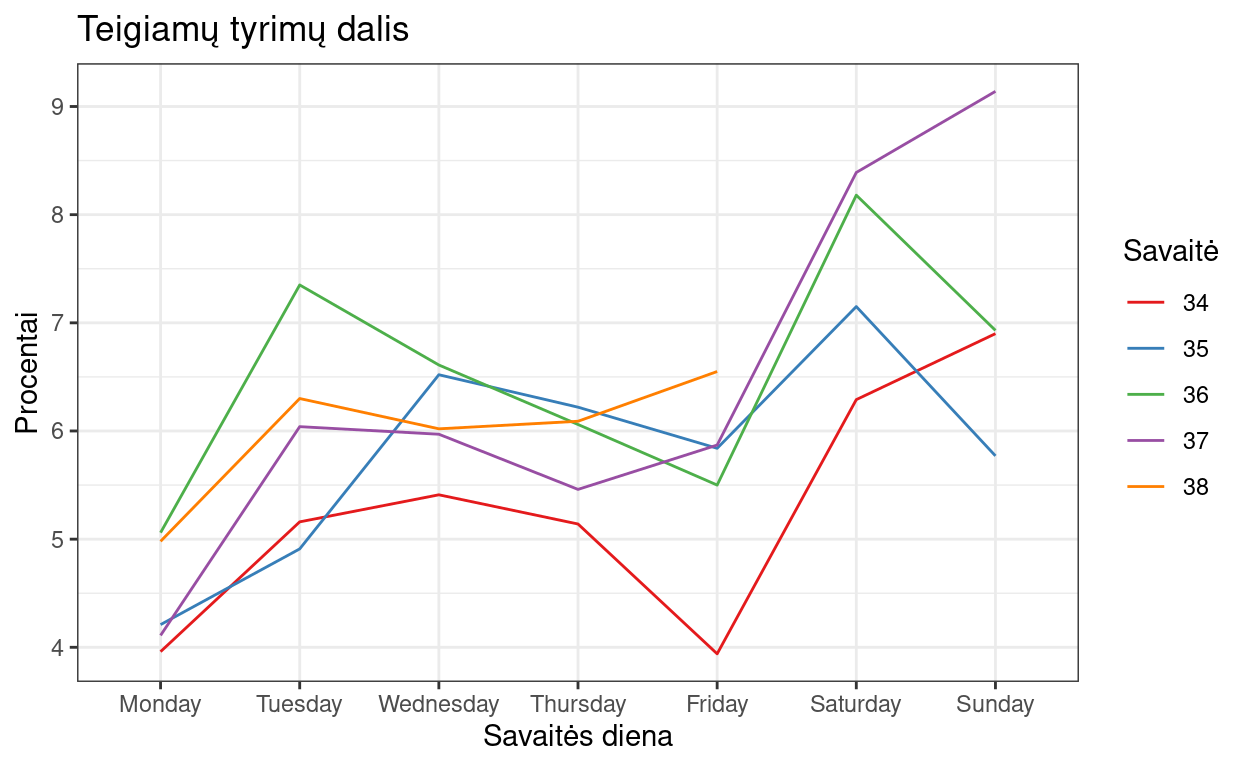 Teigiamų tyrimų dalis
Procentai
9
8
7
6
5
4
Monday Tuesday Wednesday Thursday Friday Saturday Sunday
Savaitės diena
Savaitė
34
35
36
37
38